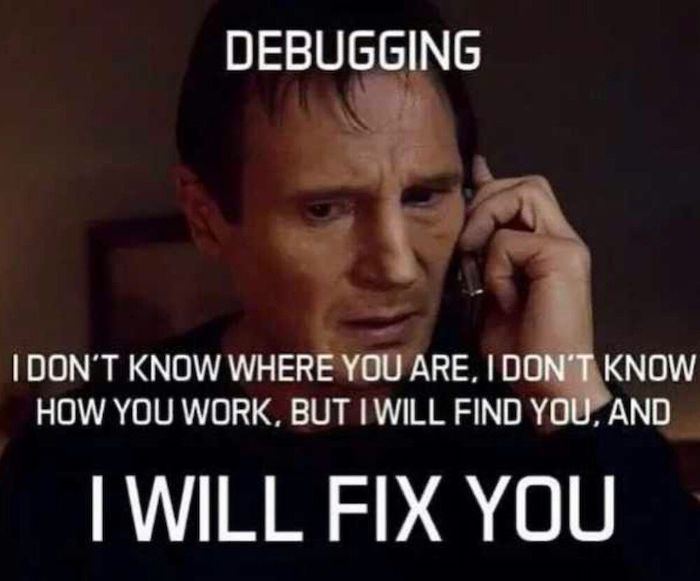 DEBUGGING
I DON'T KNOW WHERE YOU ARE, I DON'T KNOW
HOW YOU WORK, BUT I WILL FIND YOU, AND
I WILL FIX YOU